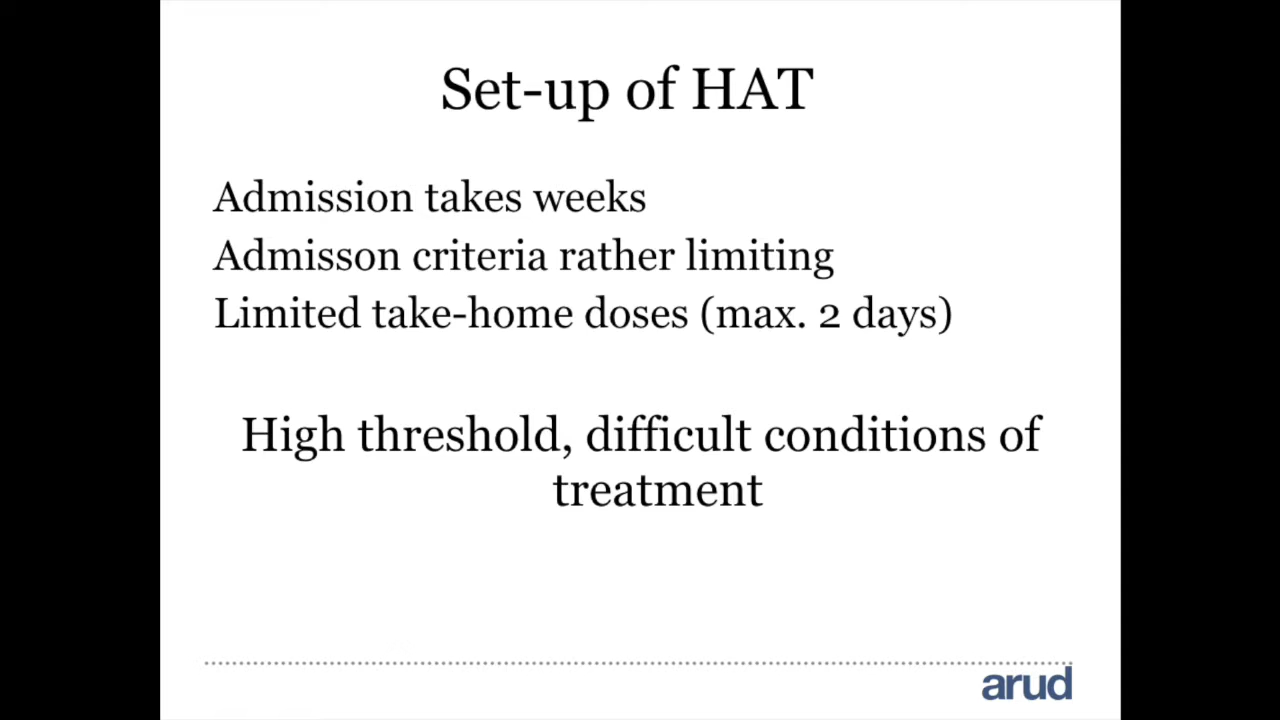 Set-up of HAT
Admission takes weeks
Admisson criteria rather limiting
Limited take-home doses (max. 2 days)
High threshold, difficult conditions of
treatment
arud